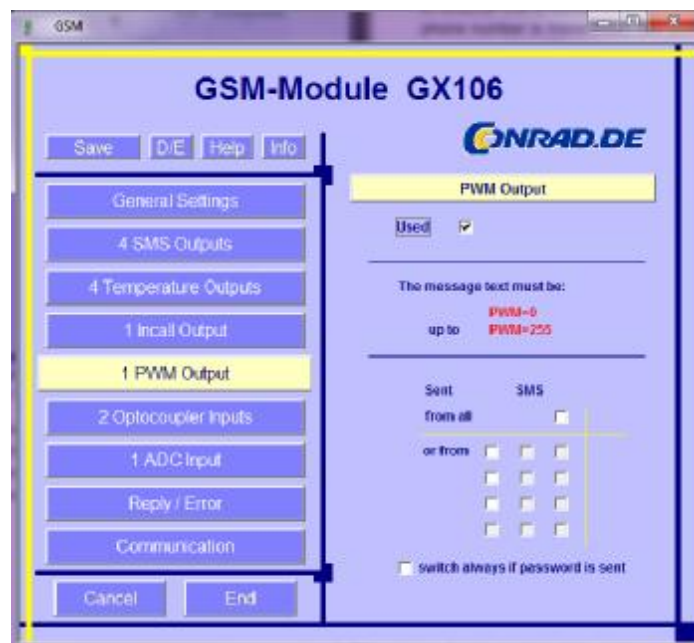 GSM
GSM-Module GX106
Save D/E Help Info
CONRAD.DE
General Settings
4 SMS Outputs
4 Temperature Outputs
1 Incall Output
1 PWM Output
2 Optocoupler Inputs
1 ADC Input
Reply / Error
Communication
Cancel End
PWM Output
Used
The message text must be:
PWM=0
up to PWM=255
Sent SMS
from all
or from
switch always if password is sent